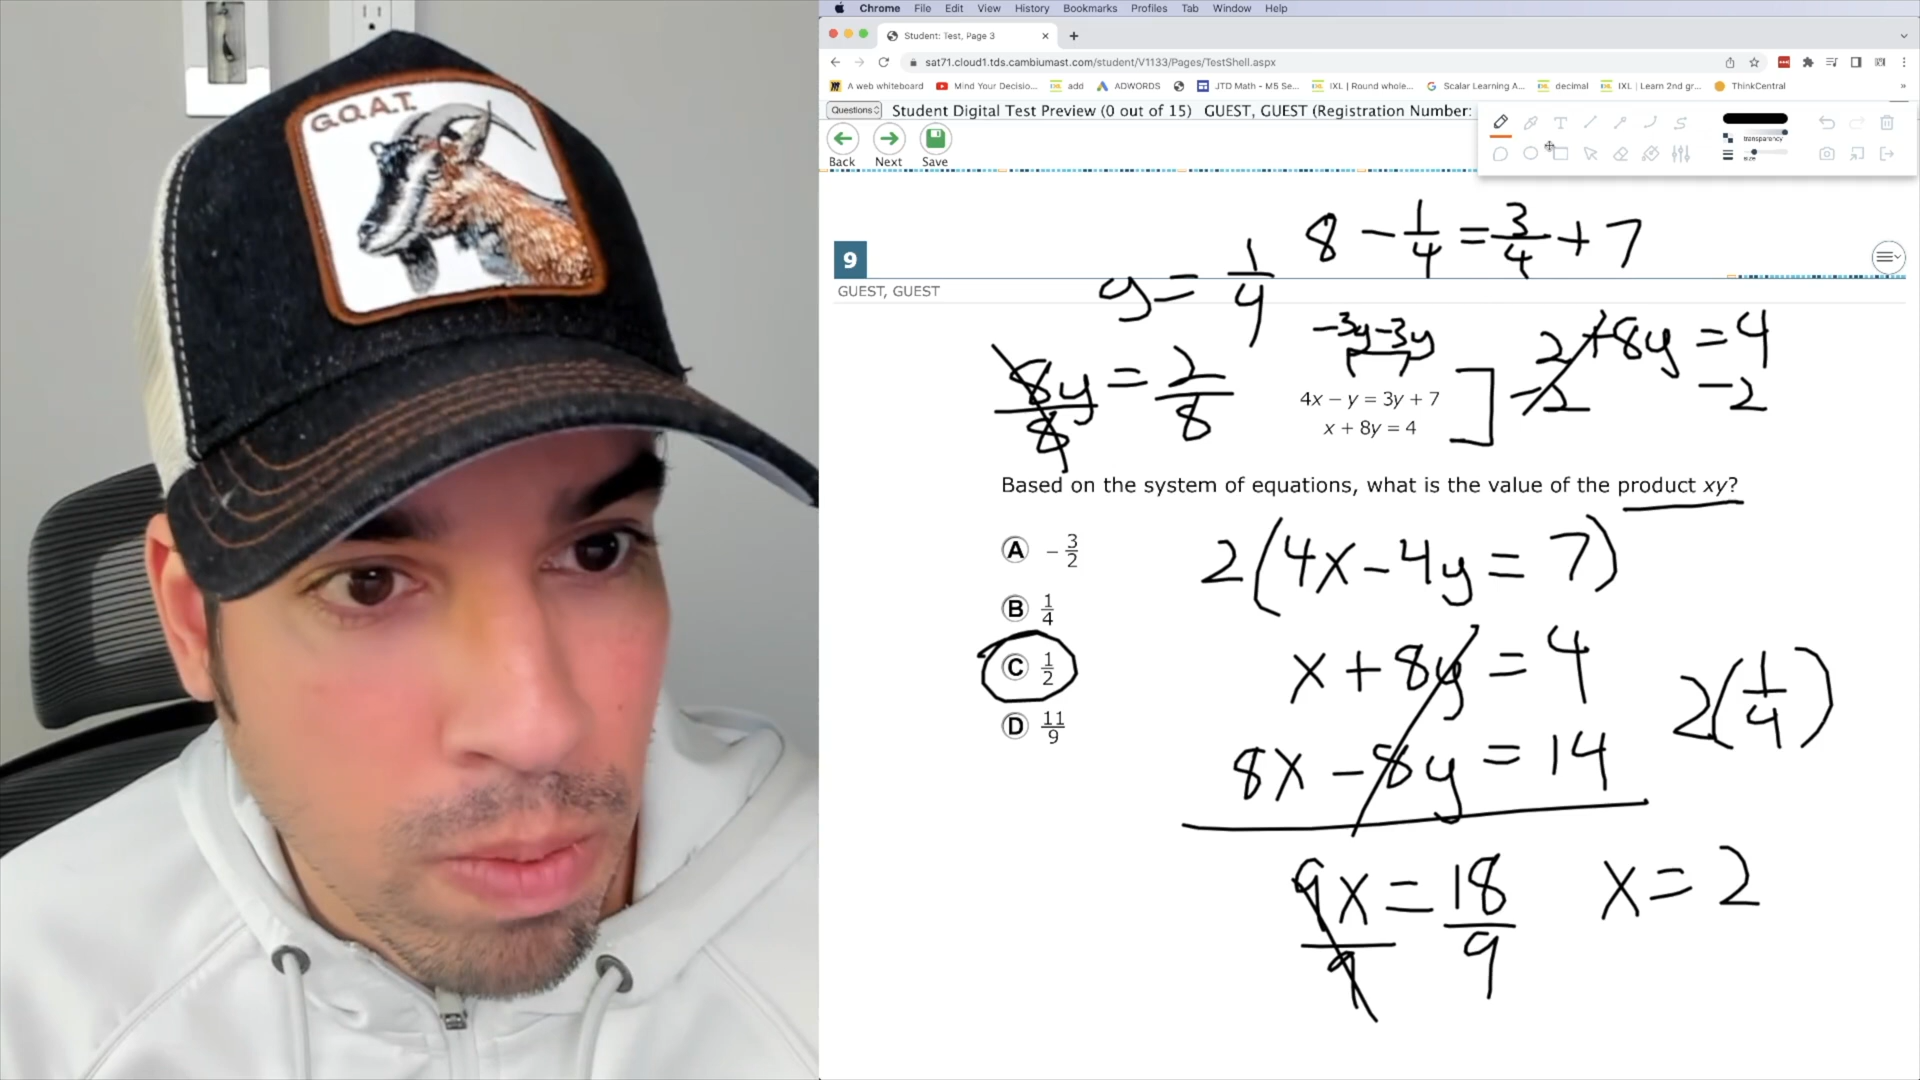 G.O.A.T.
Chrome File Edit View History Bookmarks Profiles Tab Window Help
Student: Test, Page 3
sat71.cloud1.tds.cambiumast.com/student/V1133/Pages/TestShell.aspx
A web whiteboard Mind Your Decisio... add ADWORDS JTD Math - M5 Se... IXL | Round whole... Scalar Learning A... decimal IXL | Learn 2nd gr... ThinkCentral
Questions Student Digital Test Preview (0 out of 15) GUEST, GUEST (Registration Number:
transparency
size
Back Next Save
8 - 1/4 = 3/4 + 7
9
y = 1/4
GUEST, GUEST
-3y -3y
2 + 8y = 4
-2 -2
8y/8 = 2/8
4x – y = 3y + 7
x + 8y = 4
Based on the system of equations, what is the value of the product xy?
A - 3/2
B 1/4
C 1/2
D 11/9
2(4x - 4y = 7)
x + 8y = 4
2(1/4)
8x - 8y = 14
9x/9 = 18/9
x = 2